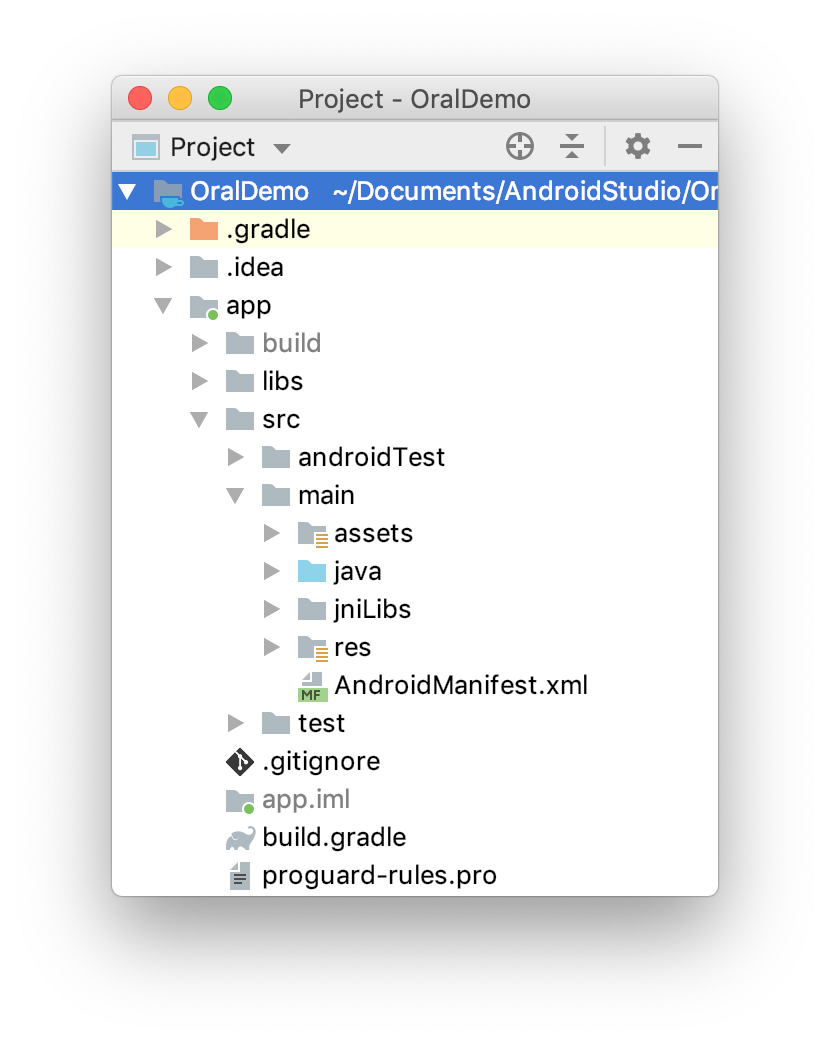 Project - OralDemo
Project
OralDemo ~/Documents/AndroidStudio/Or
.gradle
.idea
app
build
libs
src
androidTest
main
assets
java
jniLibs
res
MF AndroidManifest.xml
test
.gitignore
app.iml
build.gradle
proguard-rules.pro